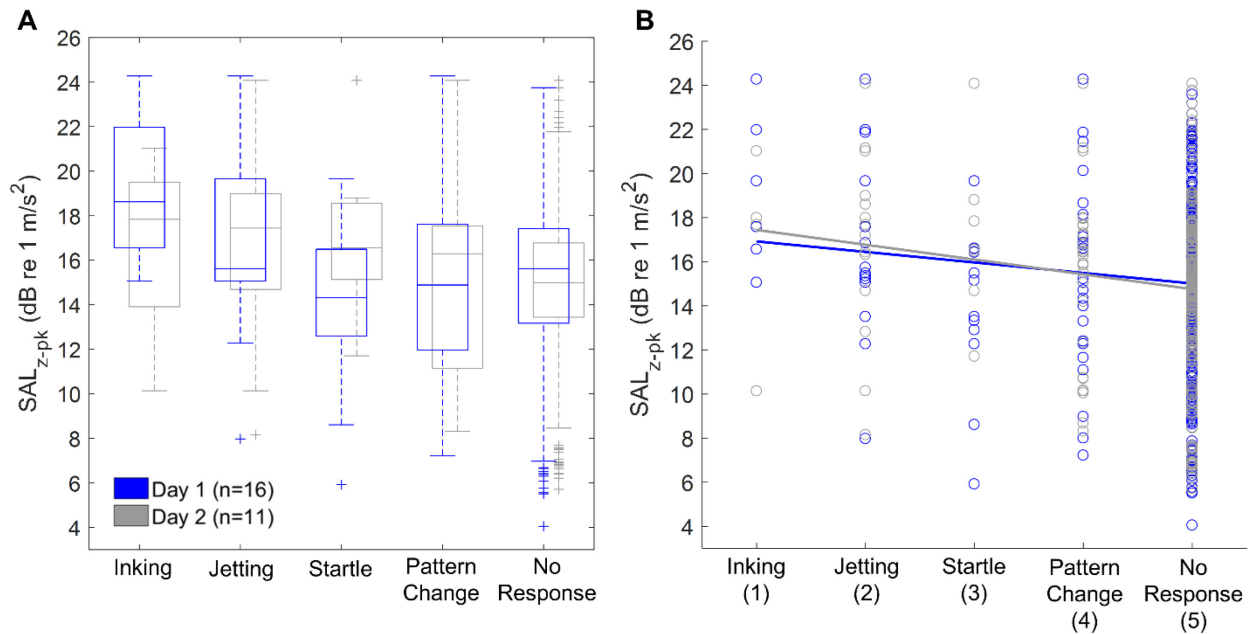 A
26
24
22
20
18
16
14
12
10
8
6
4
SAL z-pk (dB re 1 m/s²)
Day 1 (n=16)
Day 2 (n=11)
Inking
Jetting
Startle
Pattern
Change
No
Response
B
26
24
22
20
18
16
14
12
10
8
6
4
SAL z-pk (dB re 1 m/s²)
Inking
(1)
Jetting
(2)
Startle
(3)
Pattern
Change
(4)
No
Response
(5)